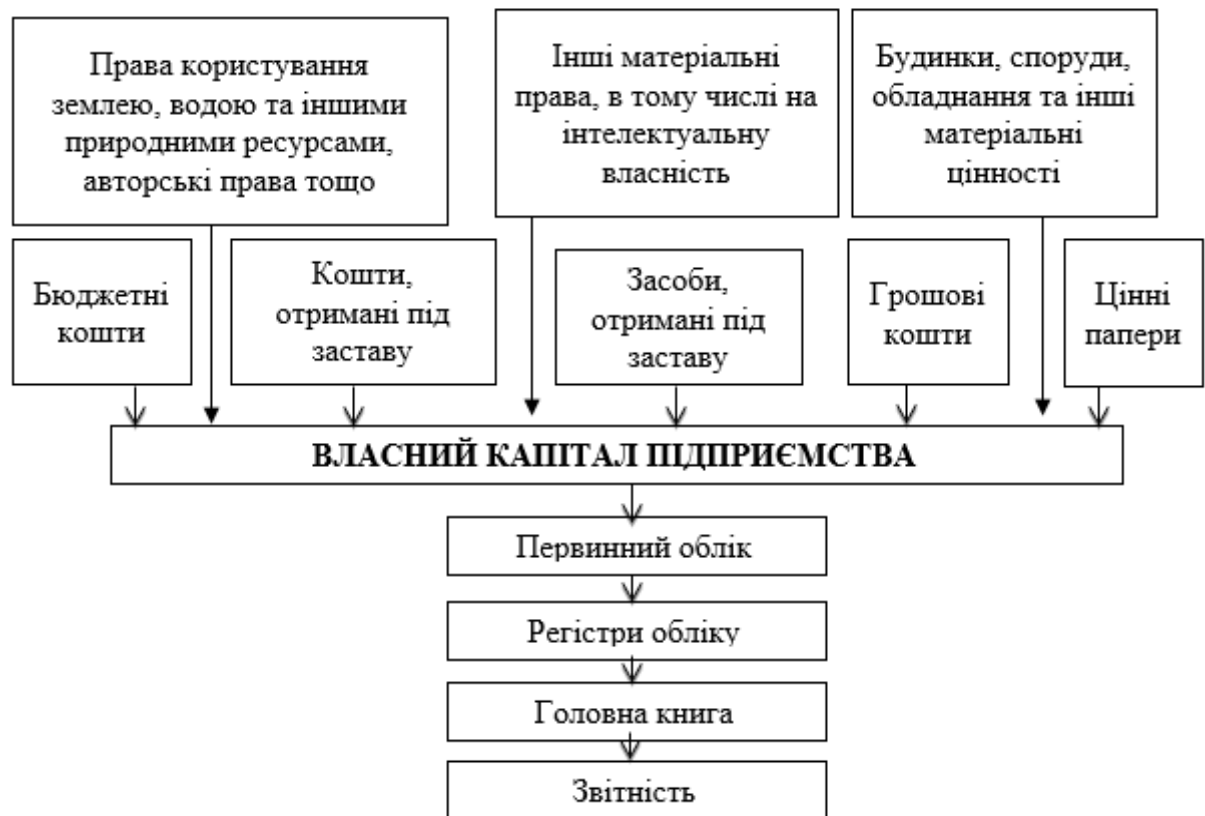 Права користування
землею, водою та іншими
природними ресурсами,
авторські права тощо
Інші матеріальні
права, в тому числі на
інтелектуальну
власність
Будинки, споруди,
обладнання та інші
матеріальні
цінності
Бюджетні
кошти
Кошти,
отримані під
заставу
Засоби,
отримані під
заставу
Грошові
кошти
Цінні
папери
ВЛАСНИЙ КАПІТАЛ ПІДПРИЄМСТВА
Первинний облік
Регістри обліку
Головна книга
Звітність